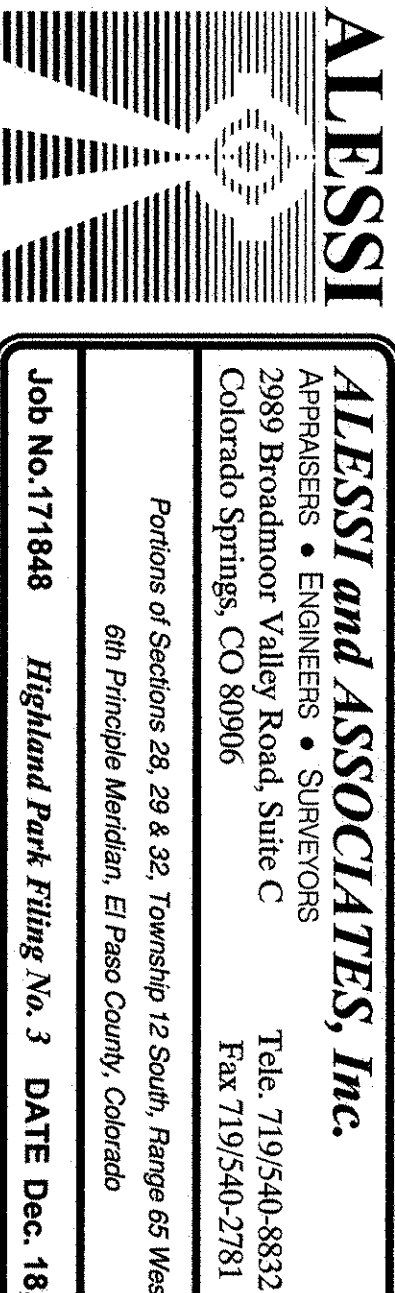 ALESSI
ALESSI and ASSOCIATES, Inc.
APPRAISERS ● ENGINEERS ● SURVEYORS
2989 Broadmoor Valley Road, Suite C Tele. 719/540-8832
Colorado Springs, CO 80906 Fax 719/540-2781
Portions of Sections 28, 29 & 32, Township 12 South, Range 65 Wes
6th Principle Meridian, El Paso County, Colorado
Job No.171848 Highland Park Filing No. 3 DATE Dec. 18